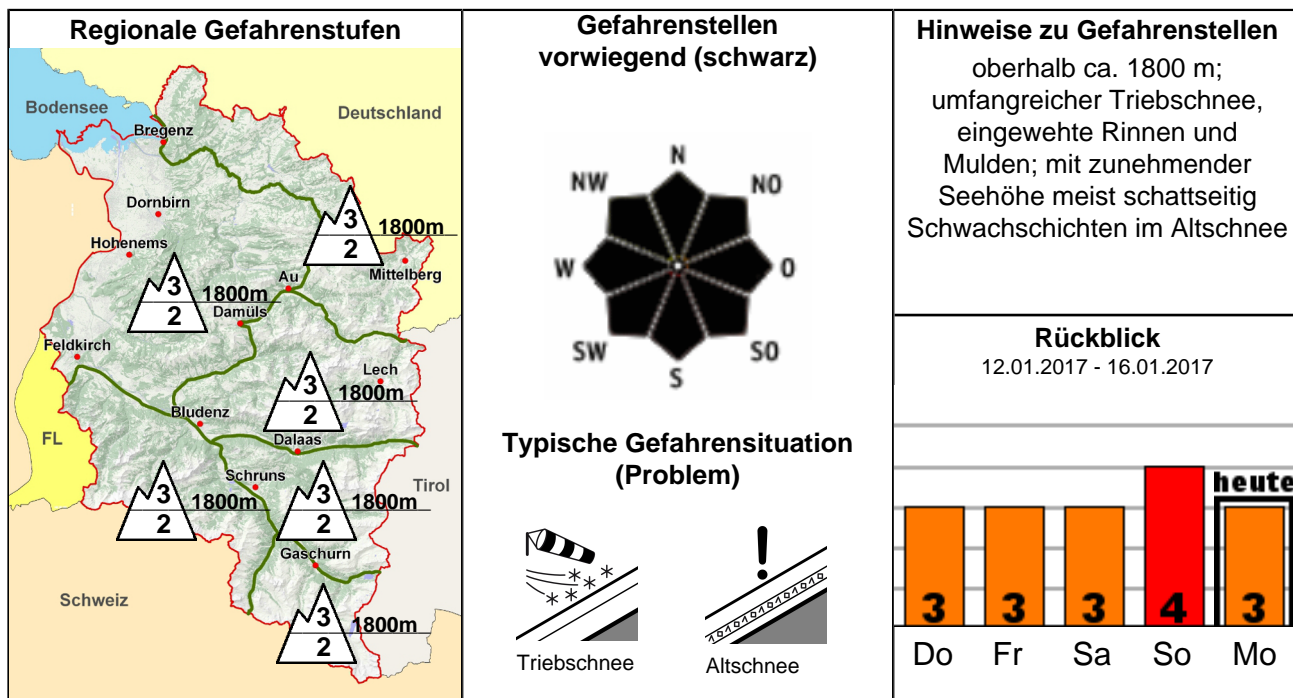 Regionale Gefahrenstufen
Bodensee
Deutschland
Bregenz
Dornbirn
3
1800m
2
Hohenems
Mittelberg
Au
3
1800m
2
Damüls
Feldkirch
Lech
3
1800m
2
Bludenz
FL
Dalaas
Schruns
Tirol
3
1800m
2
3
1800m
2
Gaschurn
Schweiz
3
1800m
2
Gefahrenstellen
vorwiegend (schwarz)
N
NW
NO
W
O
SW
SO
S
Typische Gefahrensituation
(Problem)
Triebschnee
Altschnee
Hinweise zu Gefahrenstellen
oberhalb ca. 1800 m;
umfangreicher Triebschnee,
eingewehte Rinnen und
Mulden; mit zunehmender
Seehöhe meist schattseitig
Schwachschichten im Altschnee
Rückblick
12.01.2017 - 16.01.2017
heute
3 3 3 4 3
Do Fr Sa So Mo